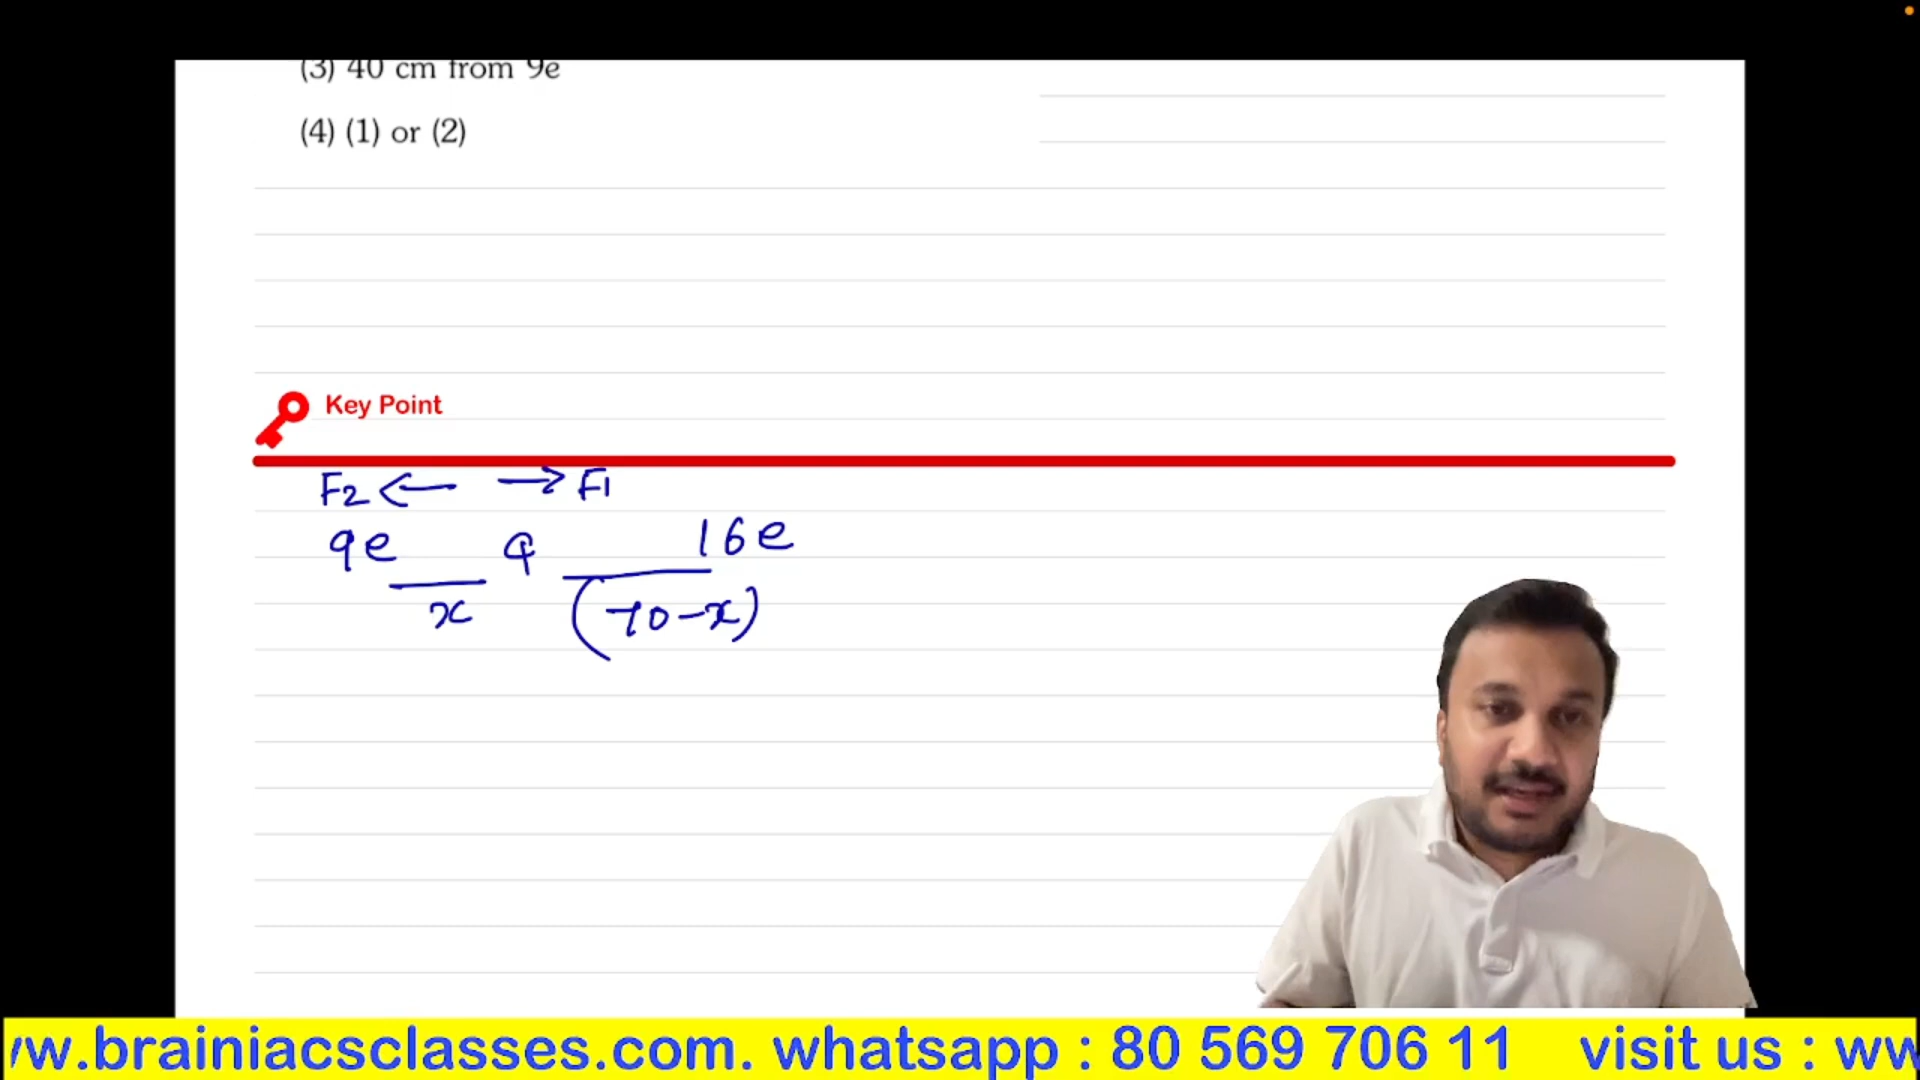 (3) 40 cm from 9e
(4) (1) or (2)
Key Point
F2 ← → F1
9e q 16e
x (70-x)
w.brainiacsclasses.com. whatsapp : 80 569 706 11 visit us : ww